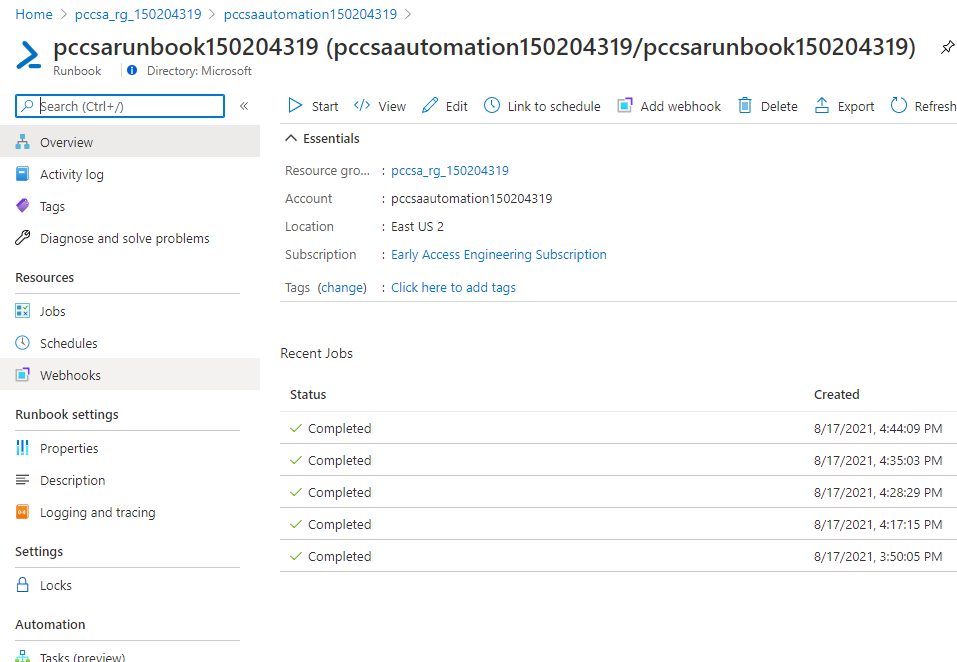 Home > pccsa_rg_150204319 > pccsaautomation150204319 >
pccsarunbook150204319 (pccsaautomation150204319/pccsarunbook150204319)
Runbook | Directory: Microsoft
Search (Ctrl+/) «
Overview
Activity log
Tags
Diagnose and solve problems
Resources
Jobs
Schedules
Webhooks
Runbook settings
Properties
Description
Logging and tracing
Settings
Locks
Automation
Tasks (preview)
Start View Edit Link to schedule Add webhook Delete Export Refresh
Essentials
Resource gro... : pccsa_rg_150204319
Account : pccsaautomation150204319
Location : East US 2
Subscription : Early Access Engineering Subscription
Tags (change) : Click here to add tags
Recent Jobs
Status Created
Completed 8/17/2021, 4:44:09 PM
Completed 8/17/2021, 4:35:03 PM
Completed 8/17/2021, 4:28:29 PM
Completed 8/17/2021, 4:17:15 PM
Completed 8/17/2021, 3:50:05 PM